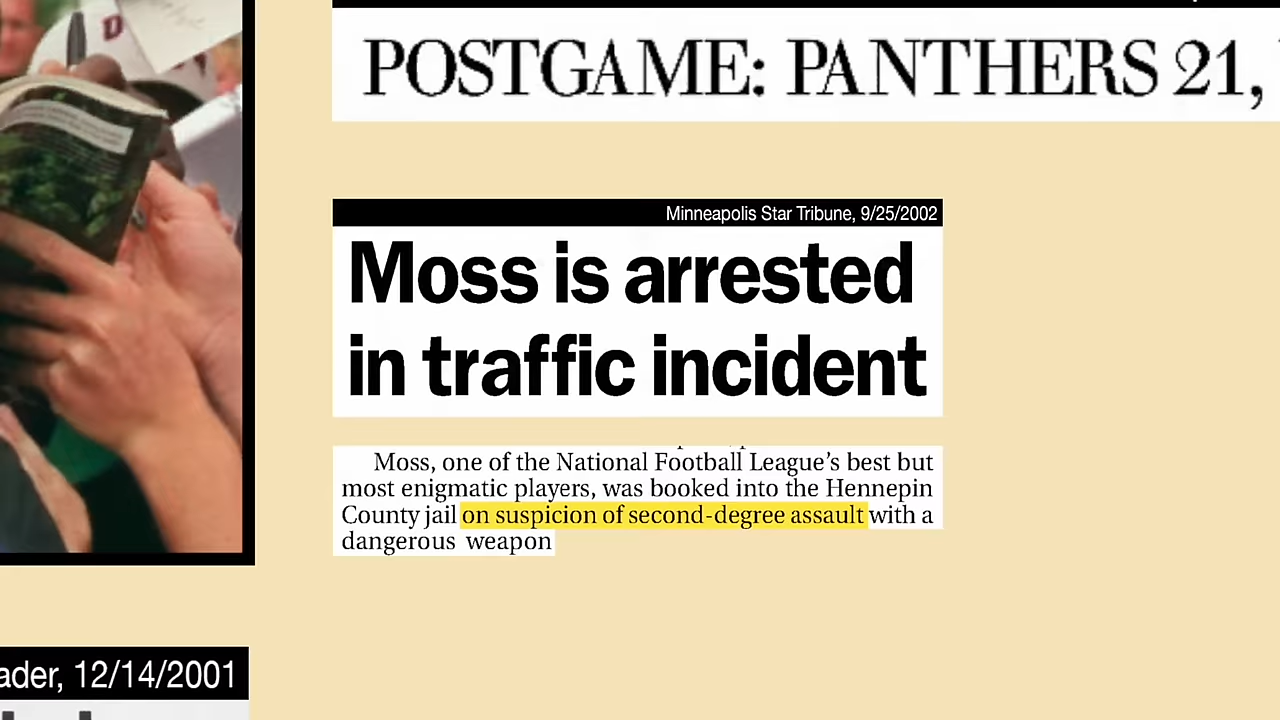 POSTGAME: PANTHERS 21,
Minneapolis Star Tribune, 9/25/2002
Moss is arrested
in traffic incident
Moss, one of the National Football League’s best but
most enigmatic players, was booked into the Hennepin
County jail on suspicion of second-degree assault with a
dangerous weapon
ader, 12/14/2001